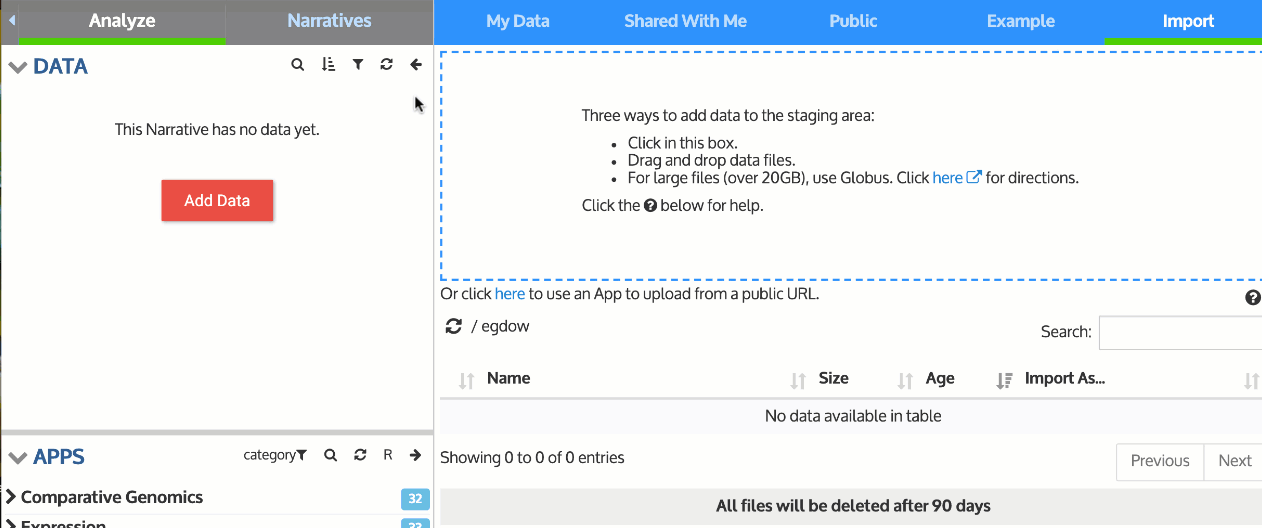 Analyze
Narratives
My Data
Shared With Me
Public
Example
Import
DATA
This Narrative has no data yet.
Add Data
Three ways to add data to the staging area:
• Click in this box.
• Drag and drop data files.
• For large files (over 20GB), use Globus. Click here for directions.
Click the ? below for help.
Or click here to use an App to upload from a public URL.
?
/ egdow
Search:
Name
Size
Age
Import As...
No data available in table
APPS
category
R
Showing 0 to 0 of 0 entries
Previous
Next
Comparative Genomics
32
All files will be deleted after 90 days
Expression
33